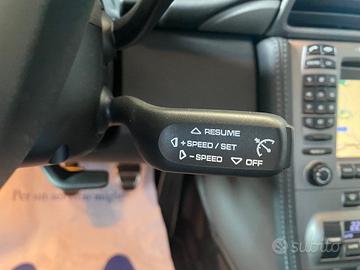 RESUME
+SPEED / SET
-SPEED OFF
subito